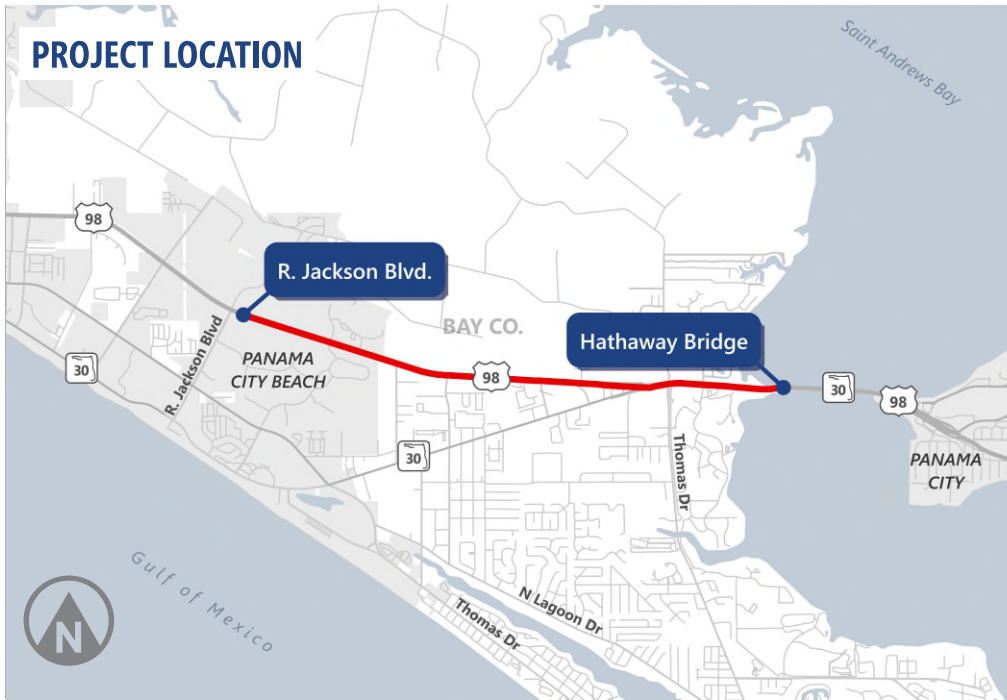 PROJECT LOCATION
Saint Andrews Bay
98
R. Jackson Blvd.
BAY CO.
Hathaway Bridge
R. Jackson Blvd
30
PANAMA
CITY BEACH
98
30
98
30
PANAMA
CITY
Thomas Dr
Gulf of Mexico
N Lagoon Dr
Thomas Dr
N